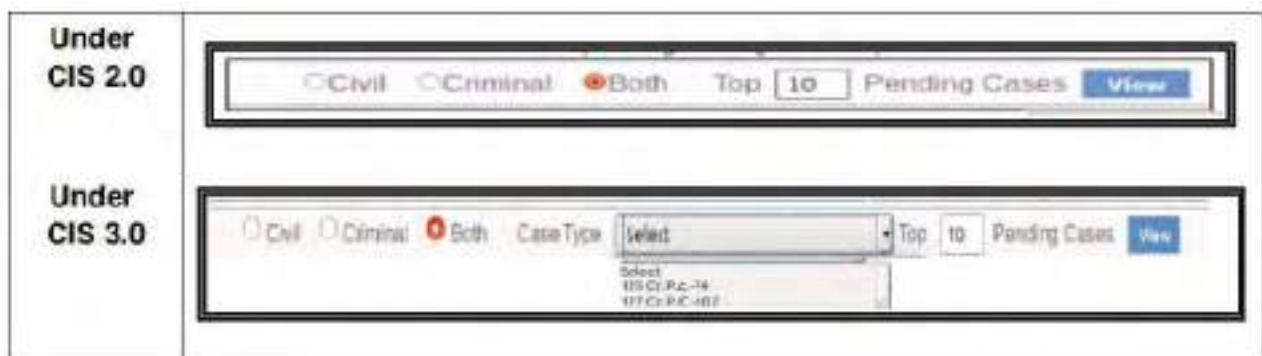 Under
CIS 2.0
Civil Criminal Both Top 10 Pending Cases View
Under
CIS 3.0
Civil Criminal Both Case Type Select Top 10 Pending Cases View
Select